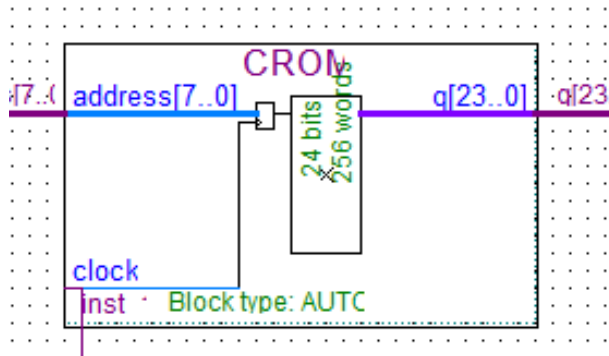 CROM
address[7..0]
q[23..0]
q[23
24 bits
256 words
clock
inst
Block type: AUTO